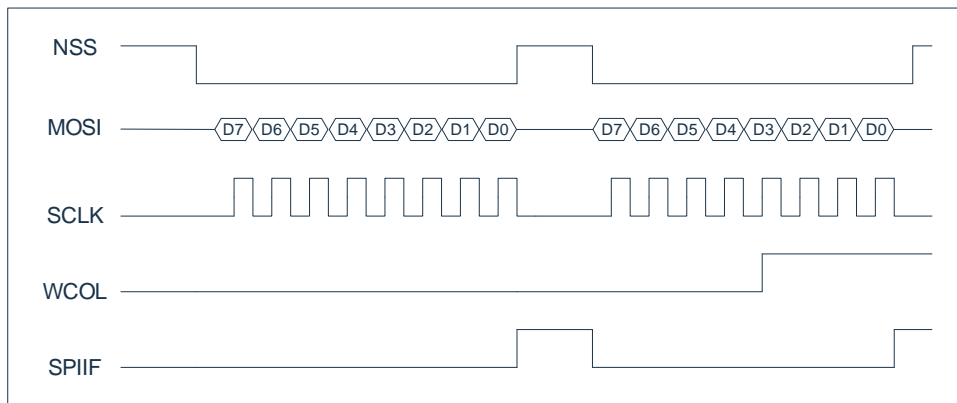 NSS
MOSI D7 D6 D5 D4 D3 D2 D1 D0 D7 D6 D5 D4 D3 D2 D1 D0
SCLK
WCOL
SPIIF